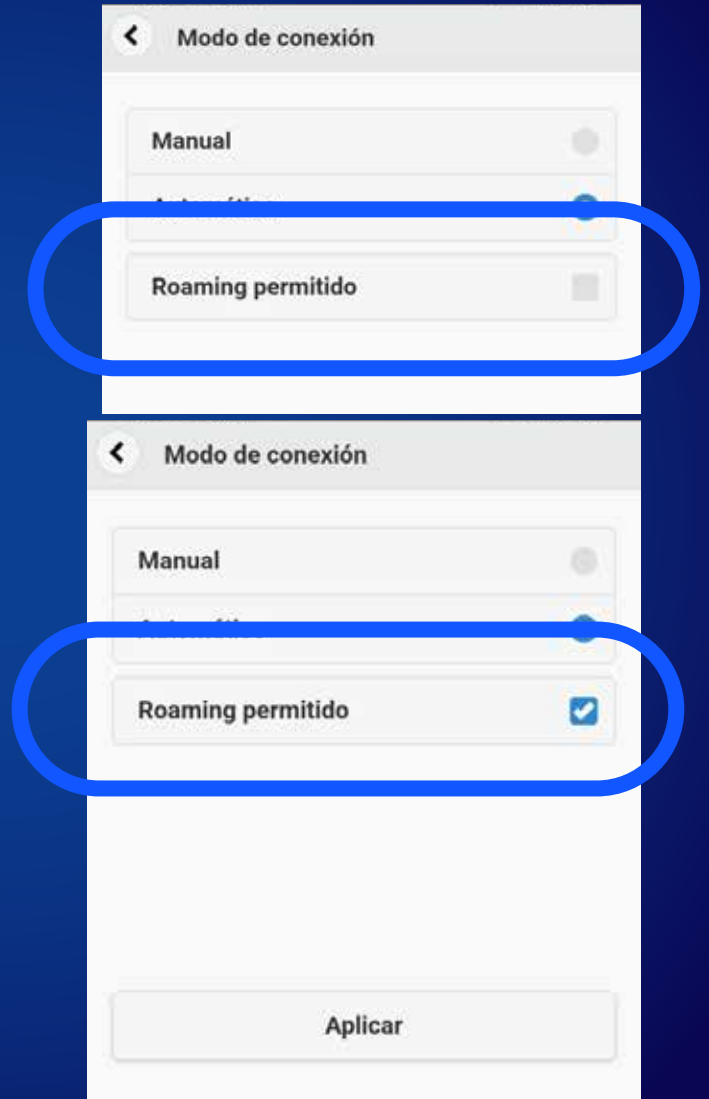 Modo de conexión
Manual
Roaming permitido
Modo de conexión
Manual
Roaming permitido
Aplicar